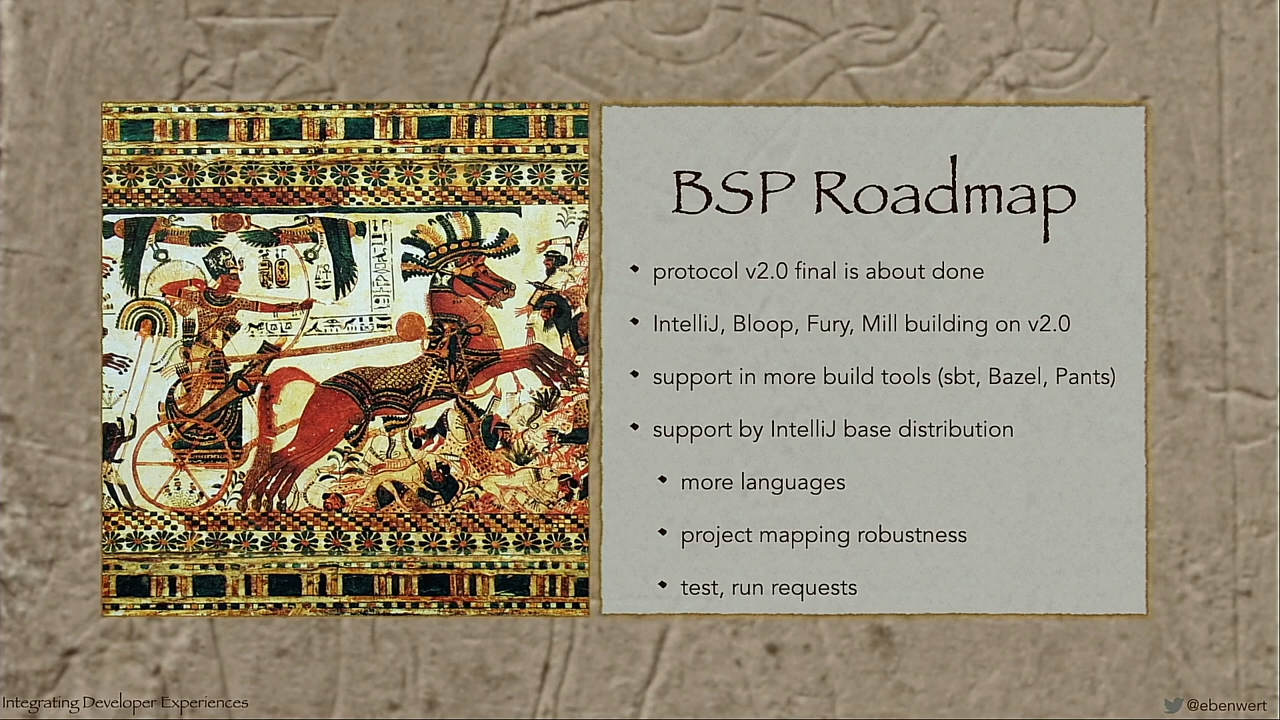 BSP Roadmap
protocol v2.0 final is about done
IntelliJ, Bloop, Fury, Mill building on v2.0
support in more build tools (sbt, Bazel, Pants)
support by IntelliJ base distribution
more languages
project mapping robustness
test, run requests
Integrating Developer Experiences
@ebenwert